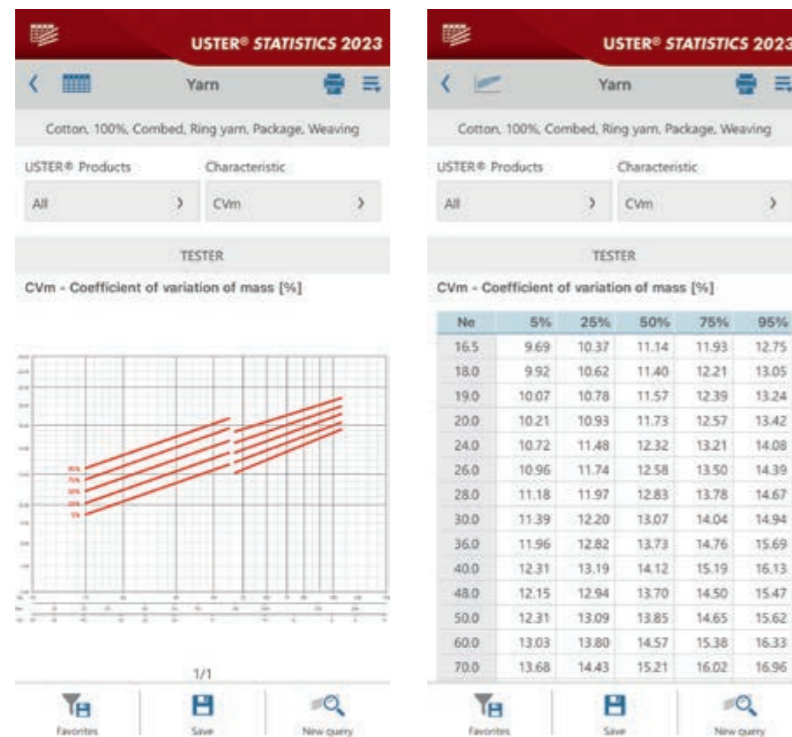 USTER® STATISTICS 2023
Yarn
Cotton, 100%, Combed, Ring yarn, Package, Weaving
USTER® Products Characteristic
All CVm
TESTER
CVm - Coefficient of variation of mass [%]
95%
75%
50%
25%
5%
1/1
Favorites Save New query
USTER® STATISTICS 2023
Yarn
Cotton, 100%, Combed, Ring yarn, Package, Weaving
USTER® Products Characteristic
All CVm
TESTER
CVm - Coefficient of variation of mass [%]
Ne 5% 25% 50% 75% 95%
16.5 9.69 10.37 11.14 11.93 12.75
18.0 9.92 10.62 11.40 12.21 13.05
19.0 10.07 10.78 11.57 12.39 13.24
20.0 10.21 10.93 11.73 12.57 13.42
24.0 10.72 11.48 12.32 13.21 14.08
26.0 10.96 11.74 12.58 13.50 14.39
28.0 11.18 11.97 12.83 13.78 14.67
30.0 11.39 12.20 13.07 14.04 14.94
36.0 11.96 12.82 13.73 14.76 15.69
40.0 12.31 13.19 14.12 15.19 16.13
48.0 12.15 12.94 13.70 14.50 15.47
50.0 12.31 13.09 13.85 14.65 15.62
60.0 13.03 13.80 14.57 15.38 16.33
70.0 13.68 14.43 15.21 16.02 16.96
Favorites Save New query